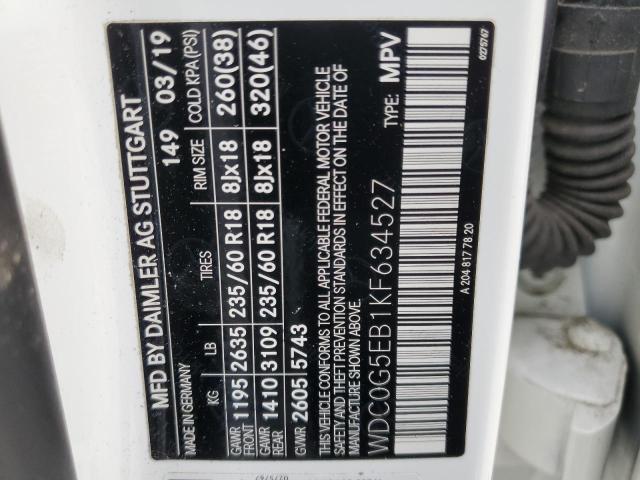 MFD BY DAIMLER AG STUTTGART
MADE IN GERMANY 149 03/19
KG LB TIRES RIM SIZE COLD KPA (PSI)
GAWR FRONT 1195 2635 235/60 R18 8Jx18 260(38)
GAWR REAR 1410 3109 235/60 R18 8Jx18 320(46)
GVWR 2605 5743
THIS VEHICLE CONFORMS TO ALL APPLICABLE FEDERAL MOTOR VEHICLE
SAFETY AND THEFT PREVENTION STANDARDS IN EFFECT ON THE DATE OF
MANUFACTURE SHOWN ABOVE.
WDC0G5EB1KF634527 TYPE: MPV
A 204 817 78 20 0275767